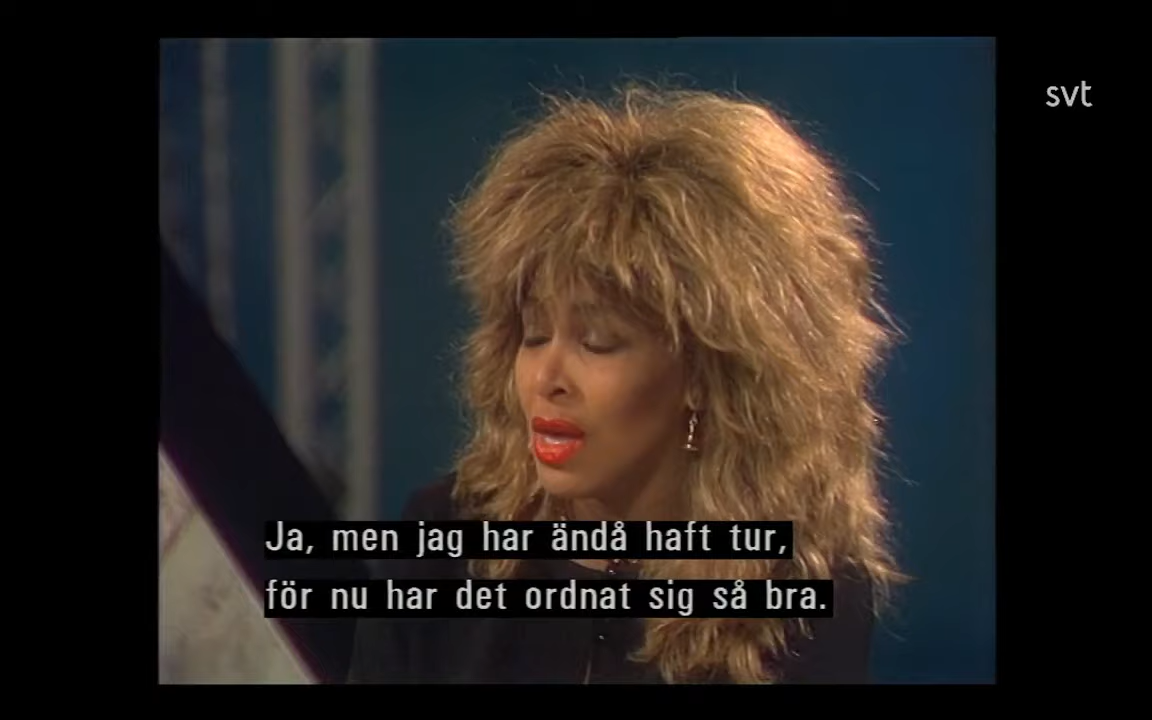 svt
Ja, men jag har ändå haft tur,
för nu har det ordnat sig så bra.